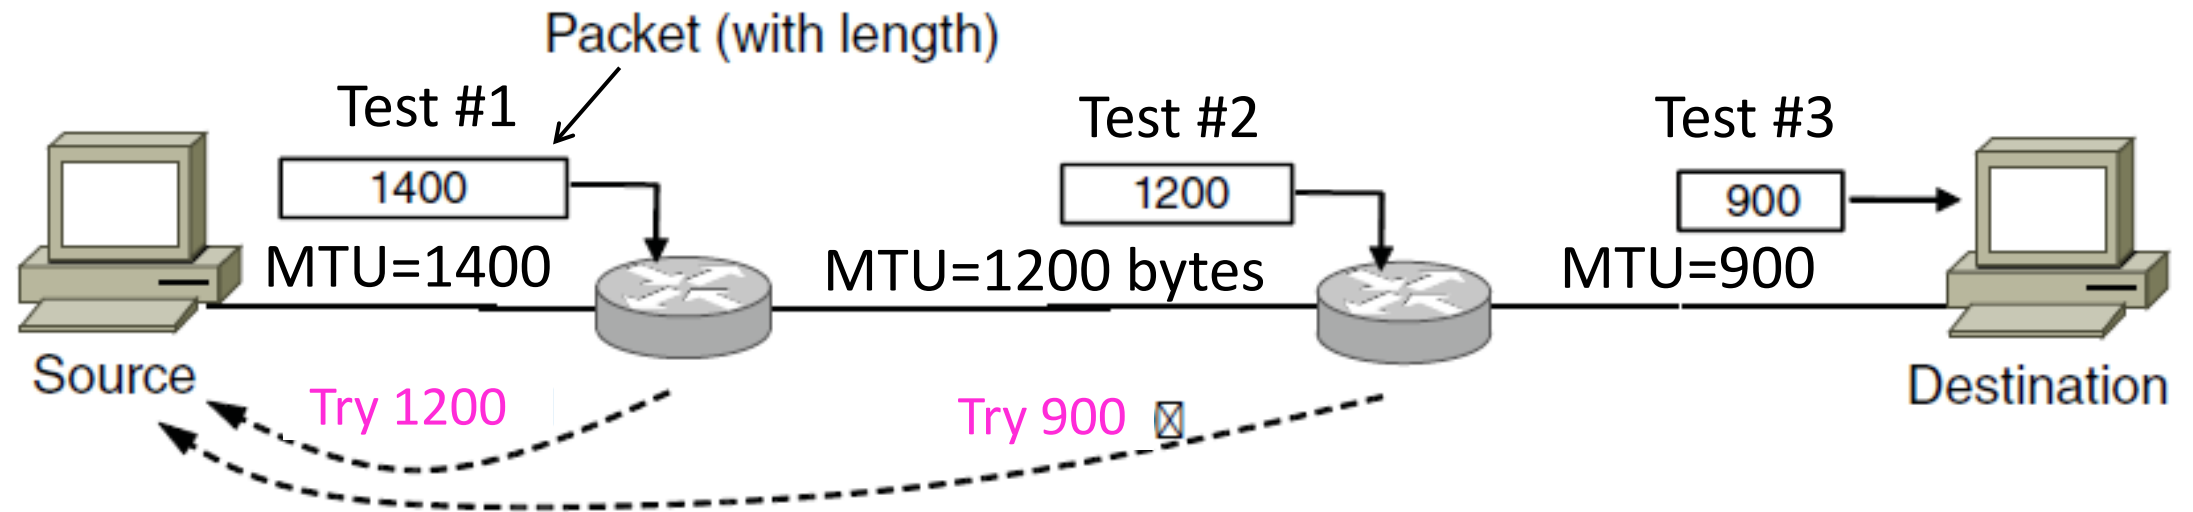 Packet (with length)
Test #1
Test #2
Test #3
1400
1200
900
MTU=1400
MTU=1200 bytes
MTU=900
Source
Try 1200
Try 900
Destination